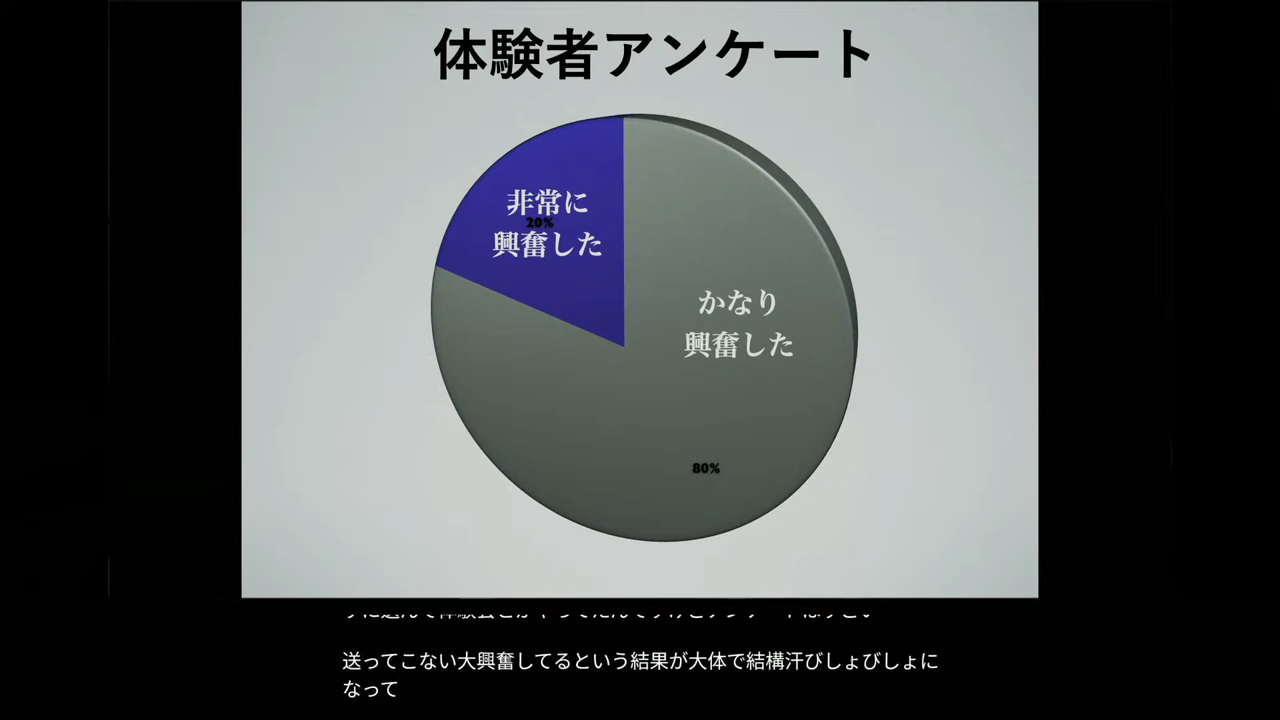 体験者アンケート
非常に
20%
興奮した
かなり
興奮した
80%
送ってこない大興奮してるという結果が大体で結構汗びしょびしょに
なって